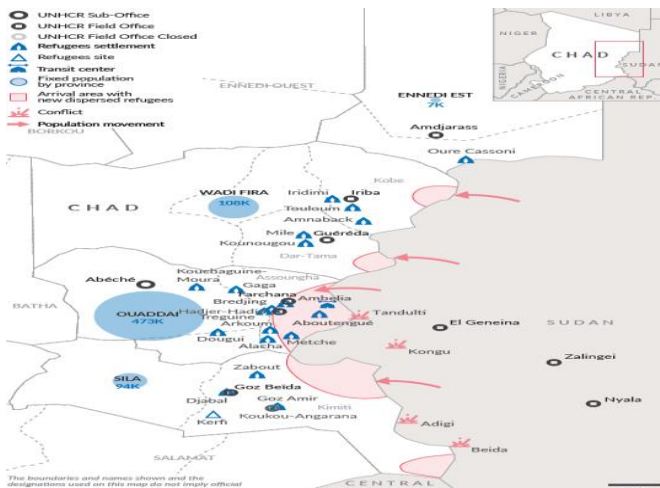 UNHCR Sub-Office
UNHCR Field Office
UNHCR Field Office Closed
Refugees settlement
Refugees site
Transit center
Fixed population
by province
Arrival area with
new dispersed refugees
Conflict
Population movement
BORKOU
ENNEDI OUEST
ENNEDI EST
7K
Amdjarass
Oure Cassoni
LIBYA
NIGER
CHAD
SUDAN
NIGERIA
CAMEROON
CENTRAL
AFRICAN REP.
CHAD
WADI FIRA
108K
Kobe
Iridimi
Iriba
Touloum
Amnaback
Mile
Guéréda
Kounougou
Dar-Tama
Abéché
Kouchaguine-
Moura
Assoungha
Gaga
Farchana
Bredjing
Ambelia
BATHA
OUADDAI
473K
Hadjer-Hadid
Treguine
Aboutengué
Tandulti
Arkoum
Dougui
Alacha
Metche
El Geneina
SUDAN
Kongu
Zalingei
Zabout
SILA
94K
Goz Beïda
Djabal
Goz Amir
Nyala
Kerfi
Koukou-Angarana
Kimiti
Adigi
Beida
SALAMAT
The boundaries and names shown and the
designations used on this map do not imply official
CENTRAL